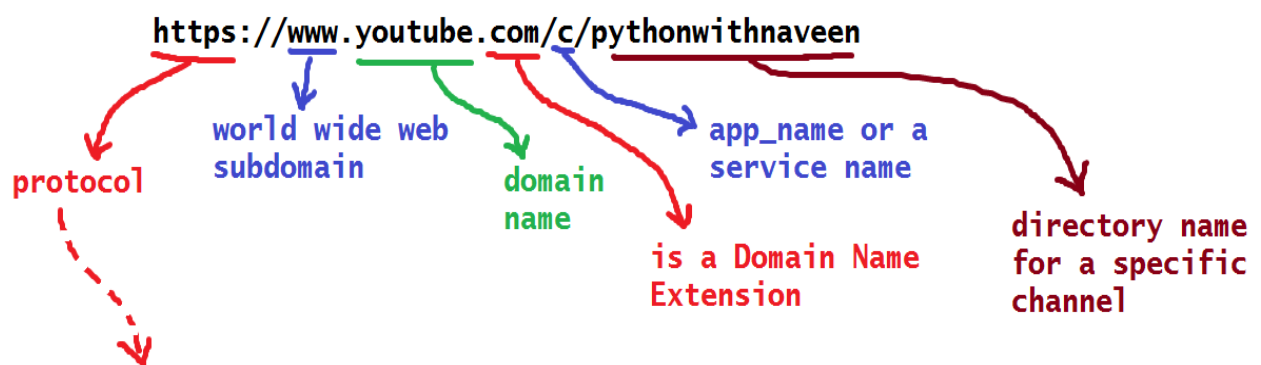 https://www.youtube.com/c/pythonwithnaveen
world wide web
subdomain
app_name or a
service name
protocol
domain
name
is a Domain Name
Extension
directory name
for a specific
channel